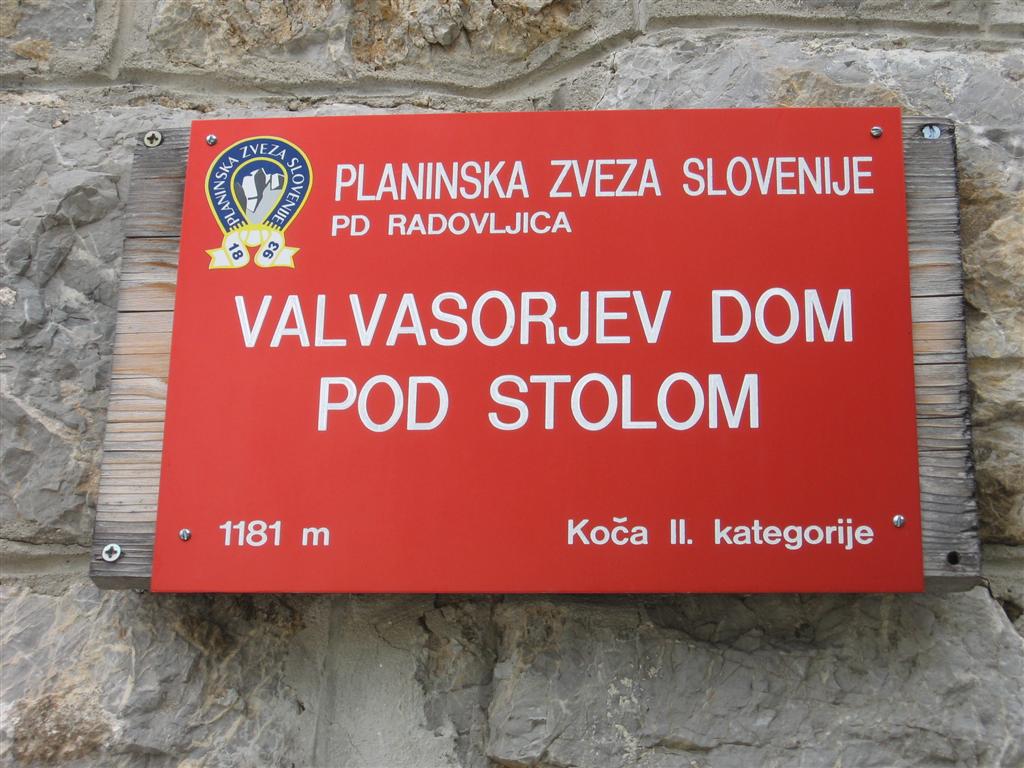 PLANINSKA ZVEZA SLOVENIJE
18 93
PLANINSKA ZVEZA SLOVENIJE
PD RADOVLJICA
VALVASORJEV DOM
POD STOLOM
1181 m
Koča II. kategorije